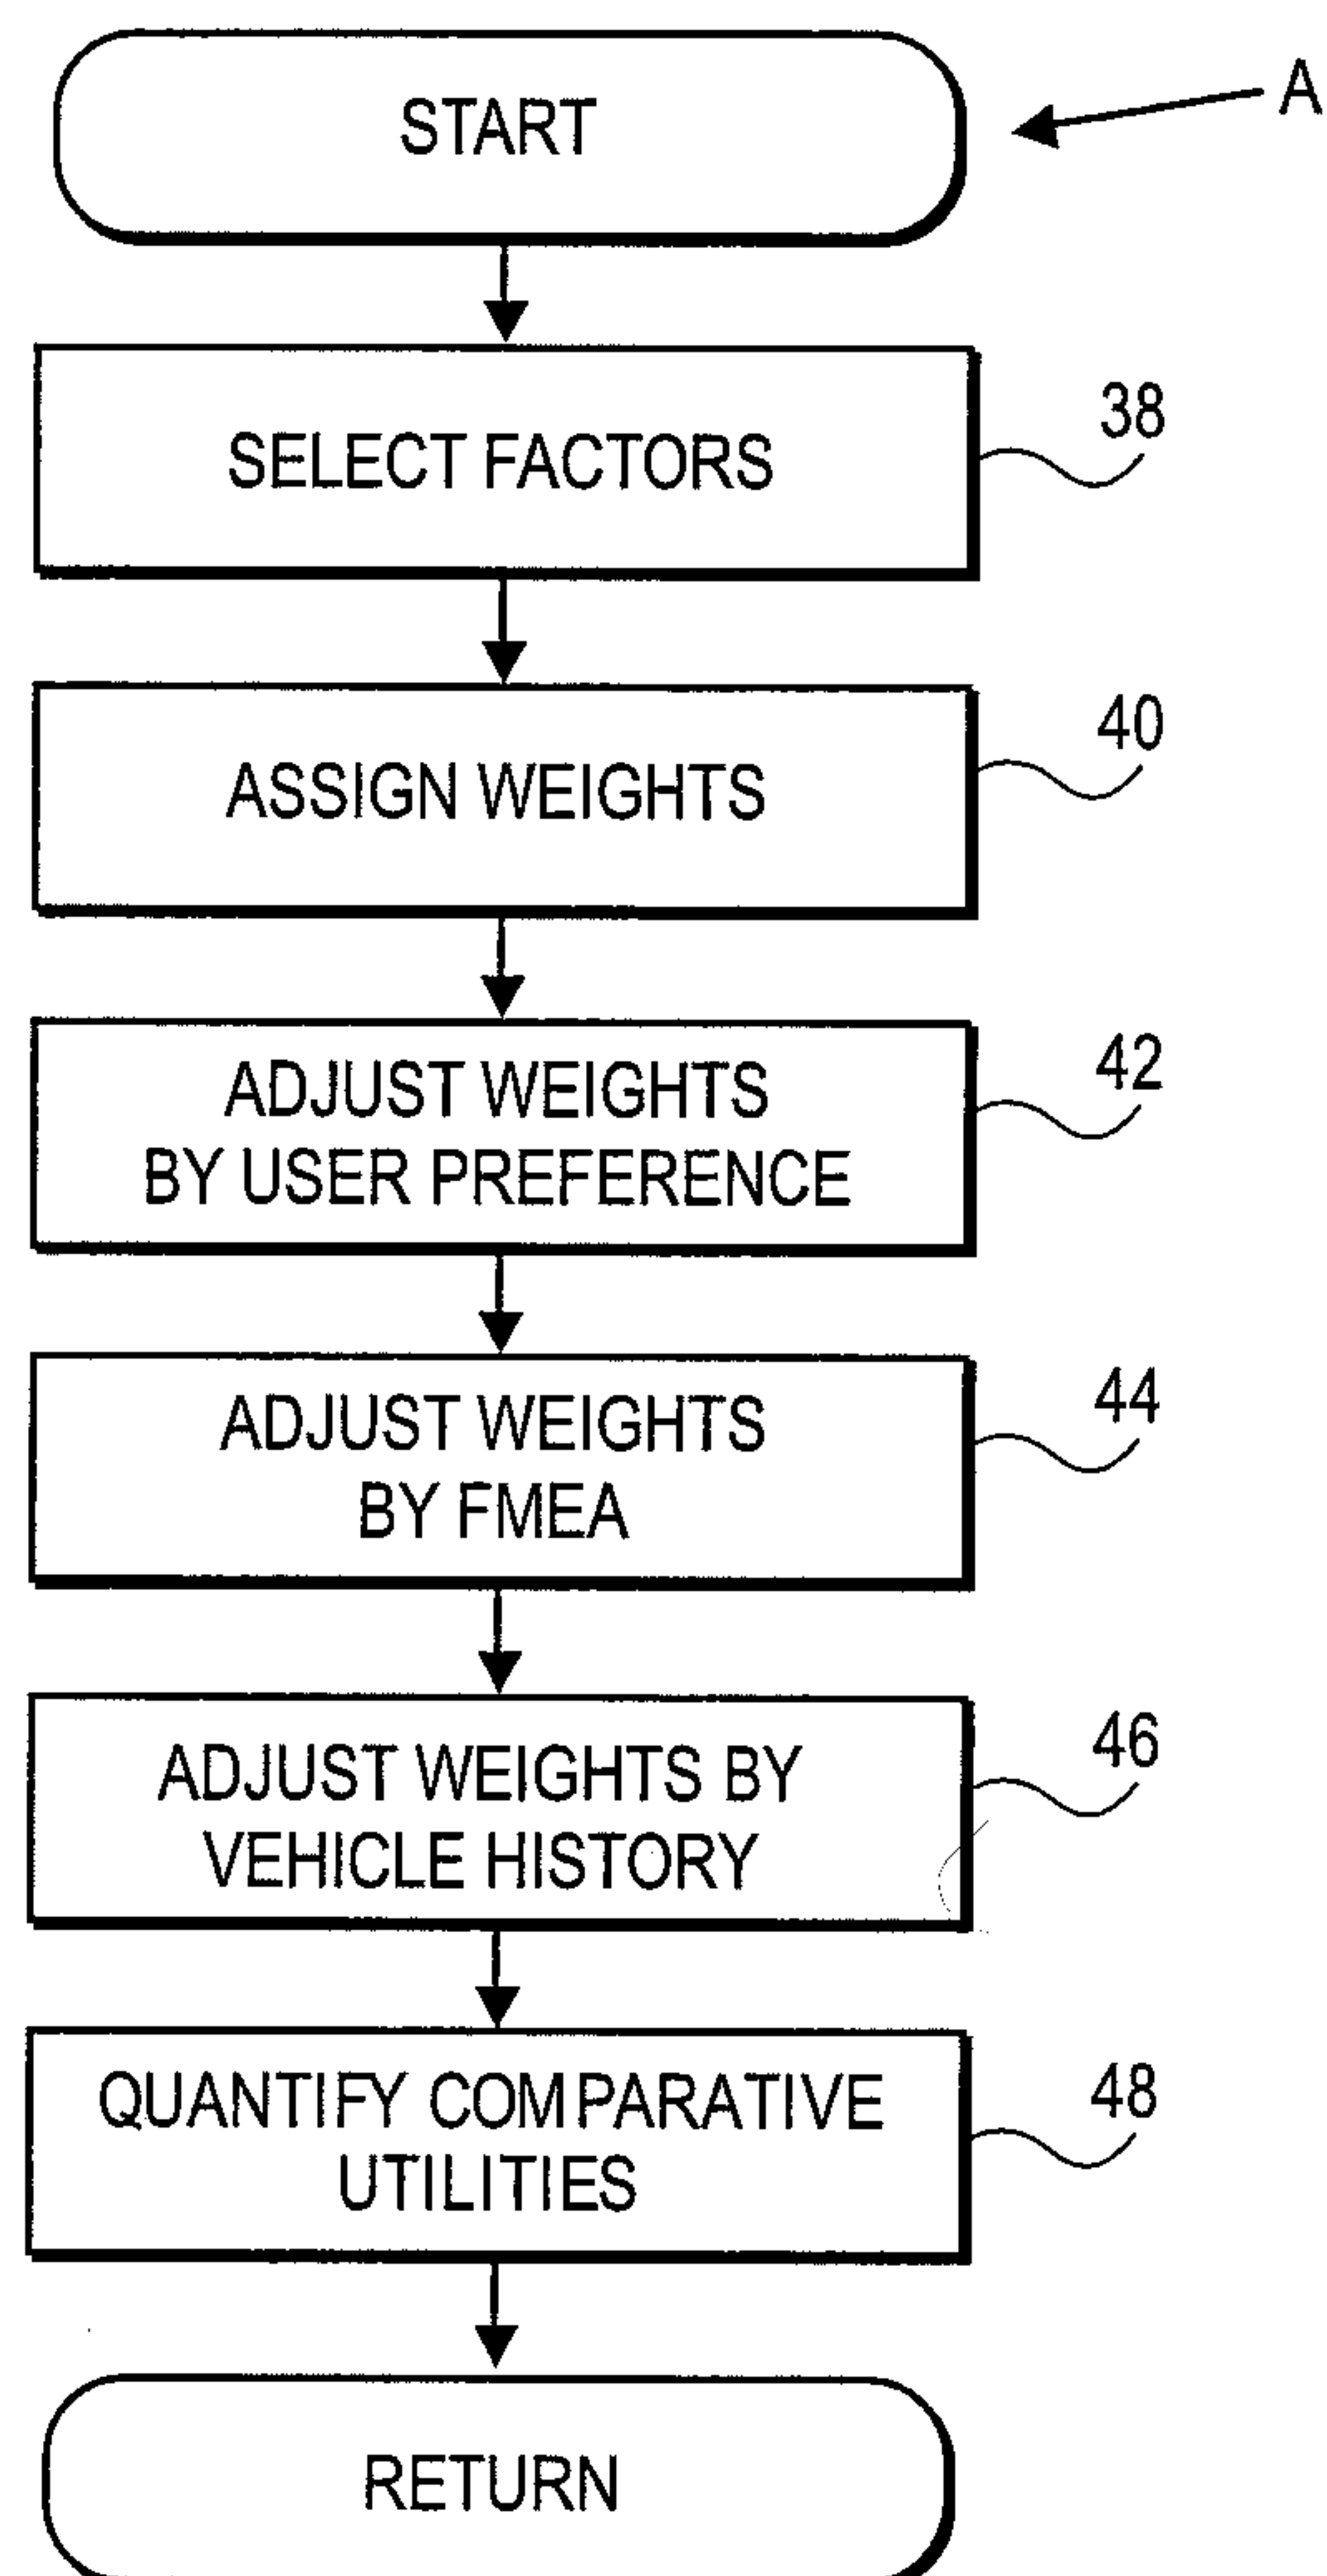 START
A
SELECT FACTORS
38
ASSIGN WEIGHTS
40
ADJUST WEIGHTS
BY USER PREFERENCE
42
ADJUST WEIGHTS
BY FMEA
44
ADJUST WEIGHTS BY
VEHICLE HISTORY
46
QUANTIFY COMPARATIVE
UTILITIES
48
RETURN